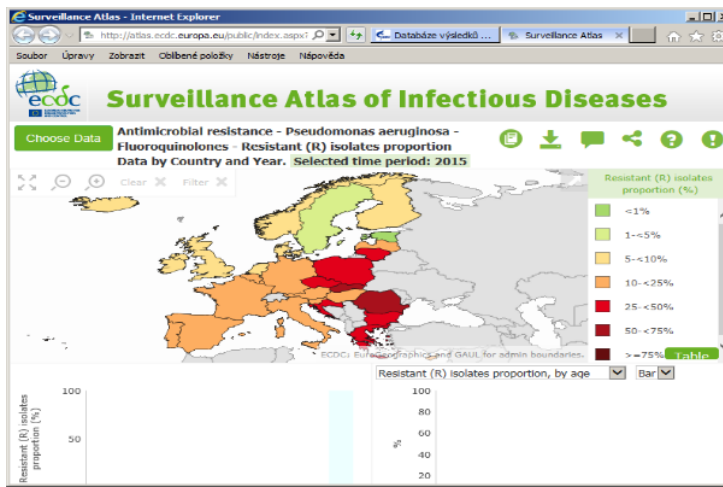 Surveillance Atlas - Internet Explorer
http://atlas.ecdc.europa.eu/public/index.aspx?
Databáze výsledků ...
Surveillance Atlas
Soubor Úpravy Zobrazit Oblíbené položky Nástroje Nápověda
ecdc
Surveillance Atlas of Infectious Diseases
Choose Data
Antimicrobial resistance - Pseudomonas aeruginosa -
Fluoroquinolones - Resistant (R) isolates proportion
Data by Country and Year. Selected time period: 2015
Clear Filter
Resistant (R) isolates
proportion (%)
<1%
1-<5%
5-<10%
10-<25%
25-<50%
50-<75%
>=75%
Table
ECDC: EuroGeographics and GAUL for admin boundaries.
Resistant (R) isolates proportion, by age
Bar
Resistant (R) isolates
proportion (%)
100
50
%
100
80
60
40
20